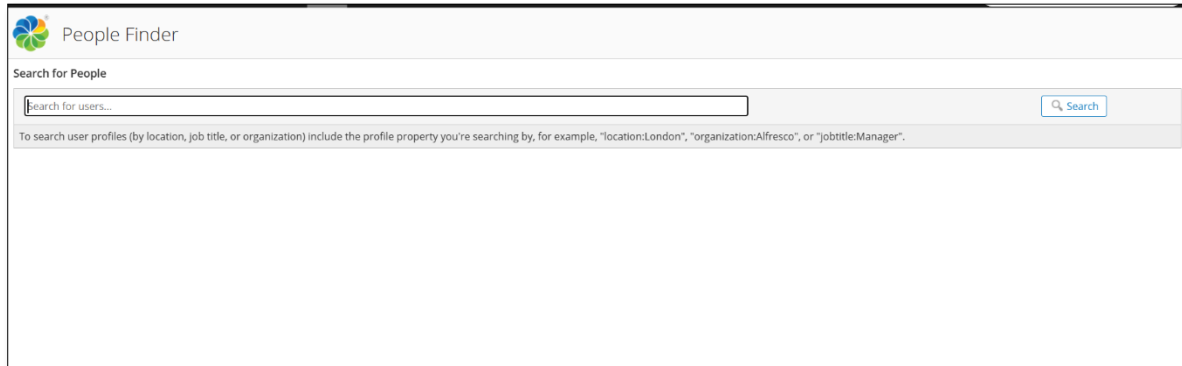 People Finder
Search for People
Search for users...
Search
To search user profiles (by location, job title, or organization) include the profile property you're searching by, for example, "location:London", "organization:Alfresco", or "jobtitle:Manager".